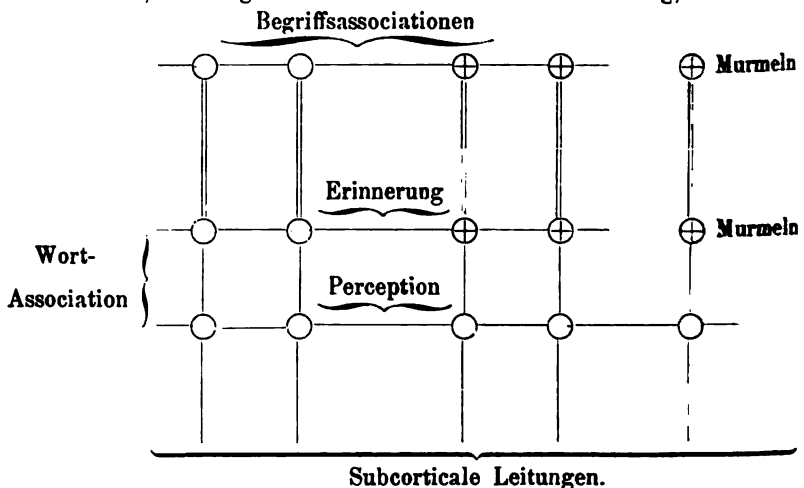 Begriffsassociationen
Murmeln
Erinnerung
Murmeln
Wort-
Association
Perception
Subcorticale Leitungen.